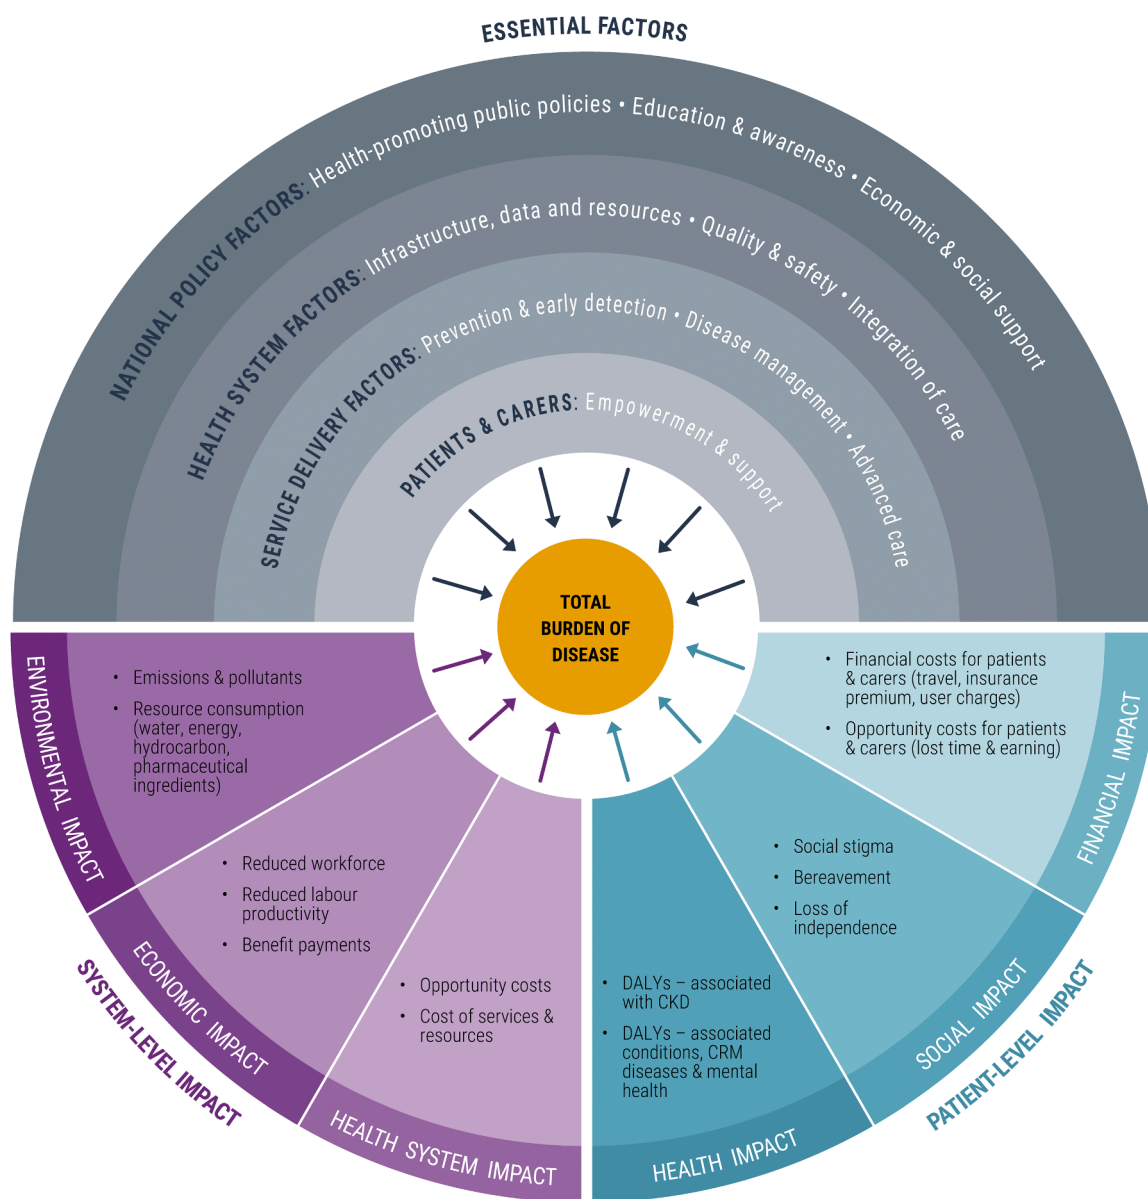 ESSENTIAL FACTORS
NATIONAL POLICY FACTORS: Health-promoting public policies • Education & awareness • Economic & social support
HEALTH SYSTEM FACTORS: Infrastructure, data and resources • Quality & safety • Integration of care
SERVICE DELIVERY FACTORS: Prevention & early detection • Disease management • Advanced care
PATIENTS & CARERS: Empowerment & support
TOTAL
BURDEN OF
DISEASE
ENVIRONMENTAL IMPACT
• Emissions & pollutants
• Resource consumption
(water, energy,
hydrocarbon,
pharmaceutical
ingredients)
ECONOMIC IMPACT
• Reduced workforce
• Reduced labour
productivity
• Benefit payments
HEALTH SYSTEM IMPACT
• Opportunity costs
• Cost of services &
resources
SYSTEM-LEVEL IMPACT
HEALTH IMPACT
• DALYs – associated
with CKD
• DALYs – associated
conditions, CRM
diseases & mental
health
SOCIAL IMPACT
• Social stigma
• Bereavement
• Loss of
independence
FINANCIAL IMPACT
• Financial costs for patients
& carers (travel, insurance
premium, user charges)
• Opportunity costs for patients
& carers (lost time & earning)
PATIENT-LEVEL IMPACT